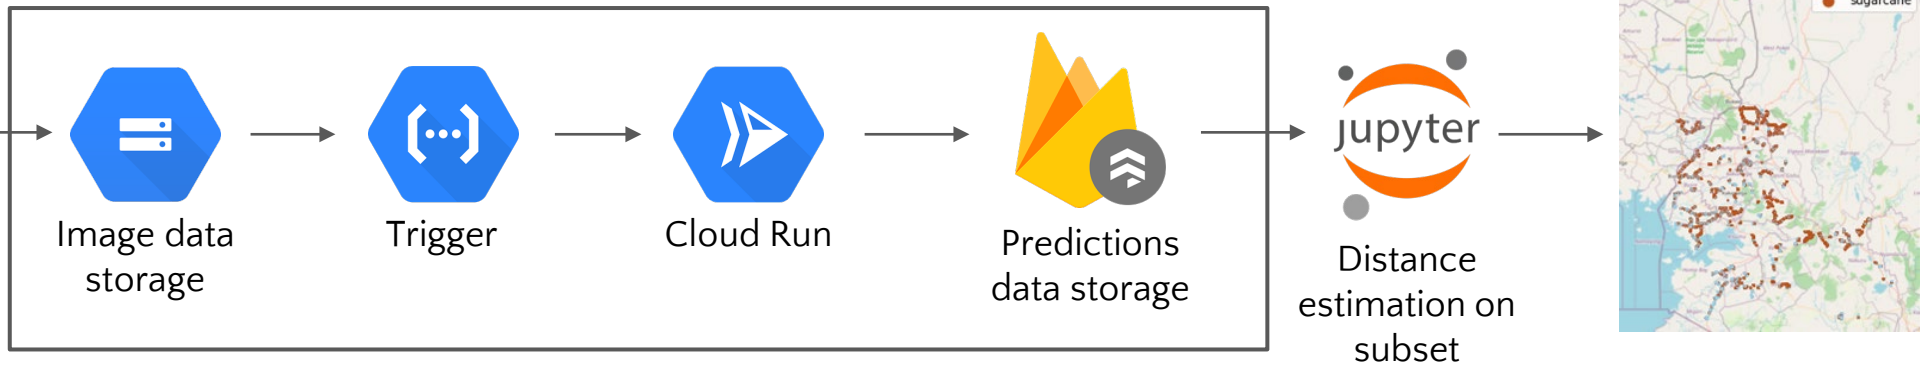 Image data
storage
Trigger
Cloud Run
Predictions
data storage
jupyter
Distance
estimation on
subset
sugarcane